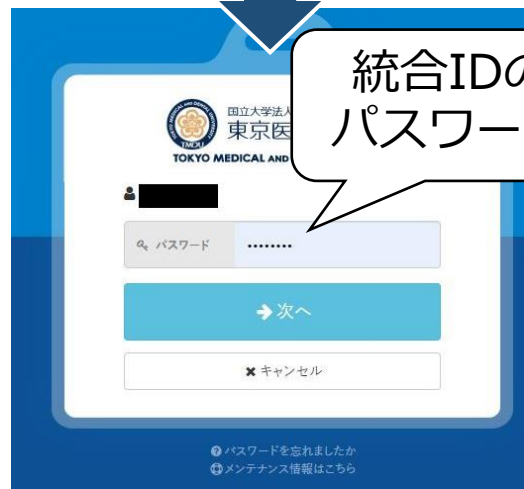 統合IDの
パスワー
国立大学法人
東京医
TOKYO MEDICAL AND
パスワード ........
次へ
キャンセル
パスワードを忘れましたか
メンテナンス情報はこちら